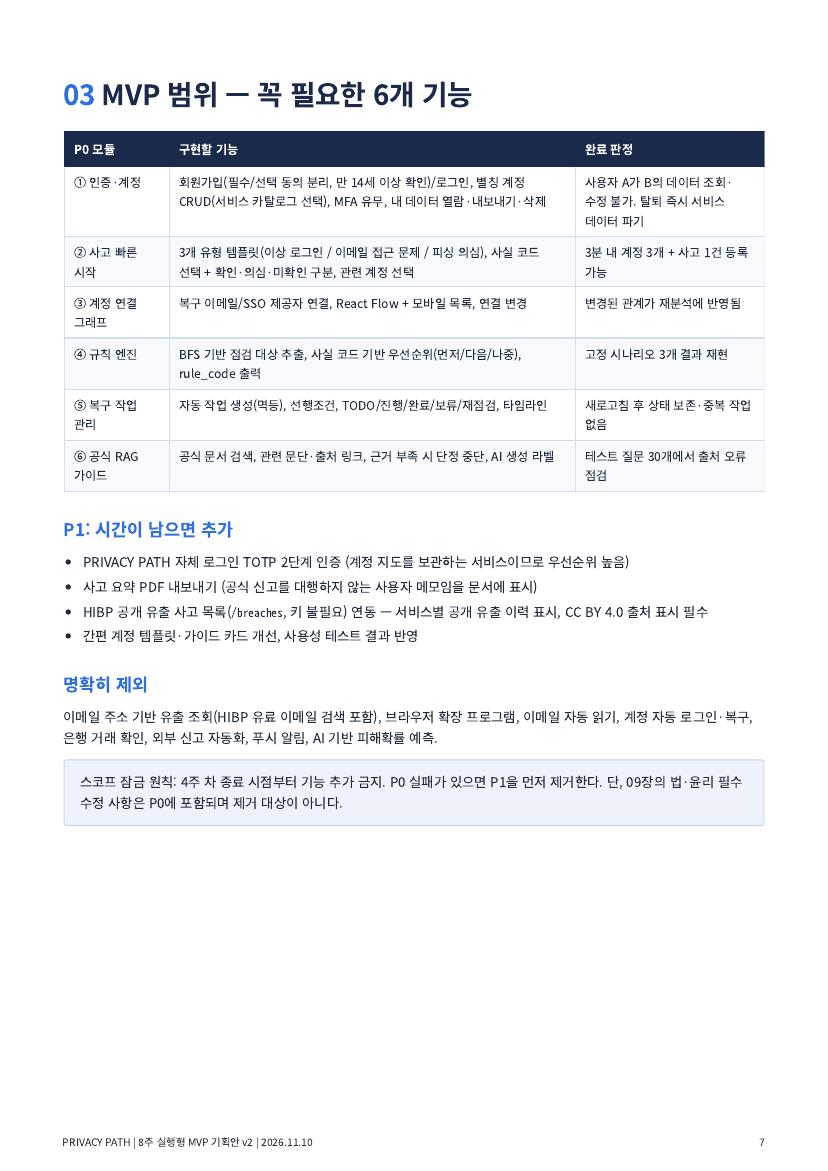 03 MVP 범위 — 꼭 필요한 6개 기능
P0 모듈 구현할 기능 완료 판정
① 인증·계정 회원가입(필수/선택 동의 분리, 만 14세 이상 확인)/로그인, 별칭 계정 사용자 A가 B의 데이터 조회·
CRUD(서비스 카탈로그 선택), MFA 유무, 내 데이터 열람·내보내기·삭제 수정 불가. 탈퇴 즉시 서비스
데이터 파기
② 사고 빠른 3개 유형 템플릿(이상 로그인 / 이메일 접근 문제 / 피싱 의심), 사실 코드 3분 내 계정 3개 + 사고 1건 등록
시작 선택 + 확인·의심·미확인 구분, 관련 계정 선택 가능
③ 계정 연결 복구 이메일/SSO 제공자 연결, React Flow + 모바일 목록, 연결 변경 변경된 관계가 재분석에 반영됨
그래프
④ 규칙 엔진 BFS 기반 점검 대상 추출, 사실 코드 기반 우선순위(먼저/다음/나중), 고정 시나리오 3개 결과 재현
rule_code 출력
⑤ 복구 작업 자동 작업 생성(멱등), 선행조건, TODO/진행/완료/보류/재점검, 타임라인 새로고침 후 상태 보존·중복 작업
관리 없음
⑥ 공식 RAG 공식 문서 검색, 관련 문단·출처 링크, 근거 부족 시 단정 중단, AI 생성 라벨 테스트 질문 30개에서 출처 오류
가이드 점검
P1: 시간이 남으면 추가
• PRIVACY PATH 자체 로그인 TOTP 2단계 인증 (계정 지도를 보관하는 서비스이므로 우선순위 높음)
• 사고 요약 PDF 내보내기 (공식 신고를 대행하지 않는 사용자 메모임을 문서에 표시)
• HIBP 공개 유출 사고 목록(/breaches, 키 불필요) 연동 — 서비스별 공개 유출 이력 표시, CC BY 4.0 출처 표시 필수
• 간편 계정 템플릿·가이드 카드 개선, 사용성 테스트 결과 반영
명확히 제외
이메일 주소 기반 유출 조회(HIBP 유료 이메일 검색 포함), 브라우저 확장 프로그램, 이메일 자동 읽기, 계정 자동 로그인·복구,
은행 거래 확인, 외부 신고 자동화, 푸시 알림, AI 기반 피해확률 예측.
스코프 잠금 원칙: 4주 차 종료 시점부터 기능 추가 금지. P0 실패가 있으면 P1을 먼저 제거한다. 단, 09장의 법·윤리 필수
수정 사항은 P0에 포함되며 제거 대상이 아니다.
PRIVACY PATH | 8주 실행형 MVP 기획안 v2 | 2026.11.10 7